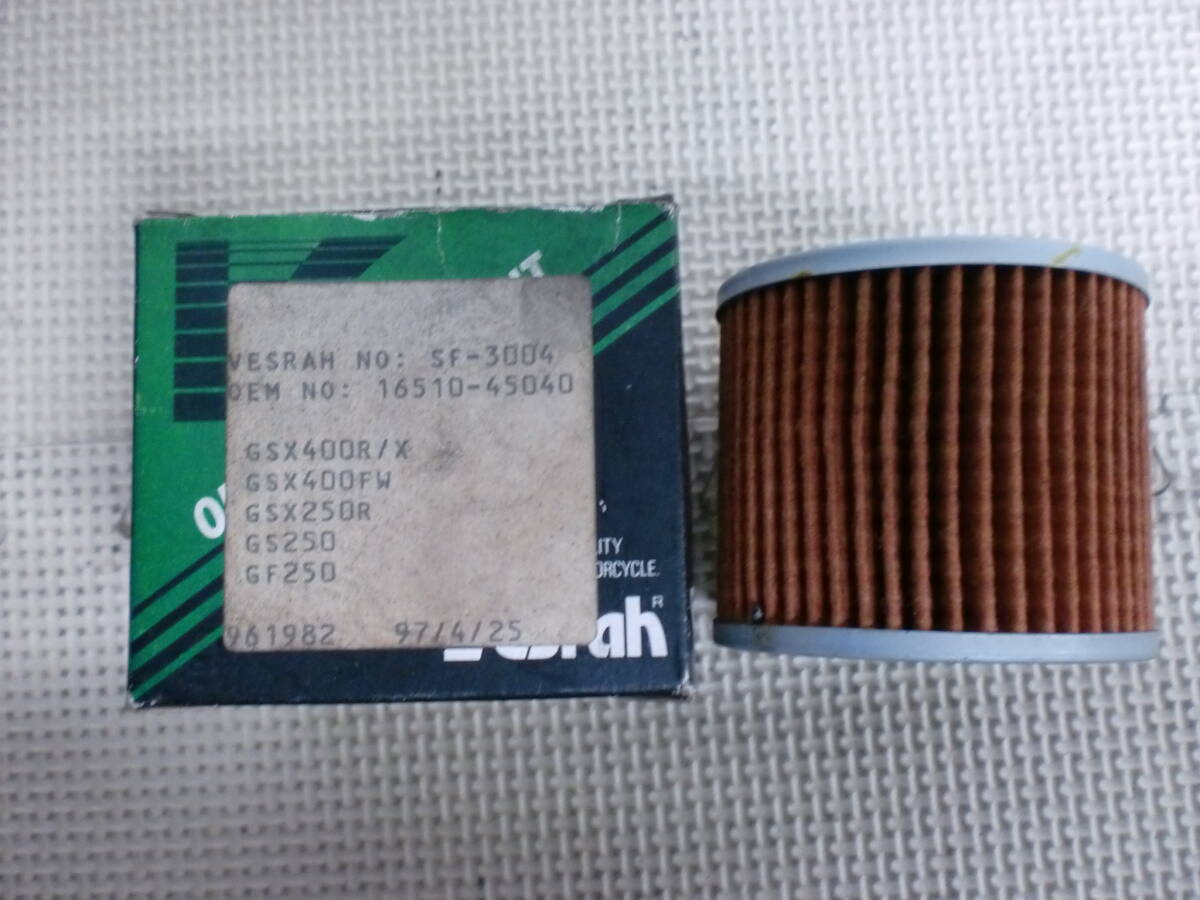 VESRAH NO: SF-3004
OEM NO: 16510-45040
GSX400R/X
GSX400FW
GSX250R
GS250
GF250
961982 97/4/25